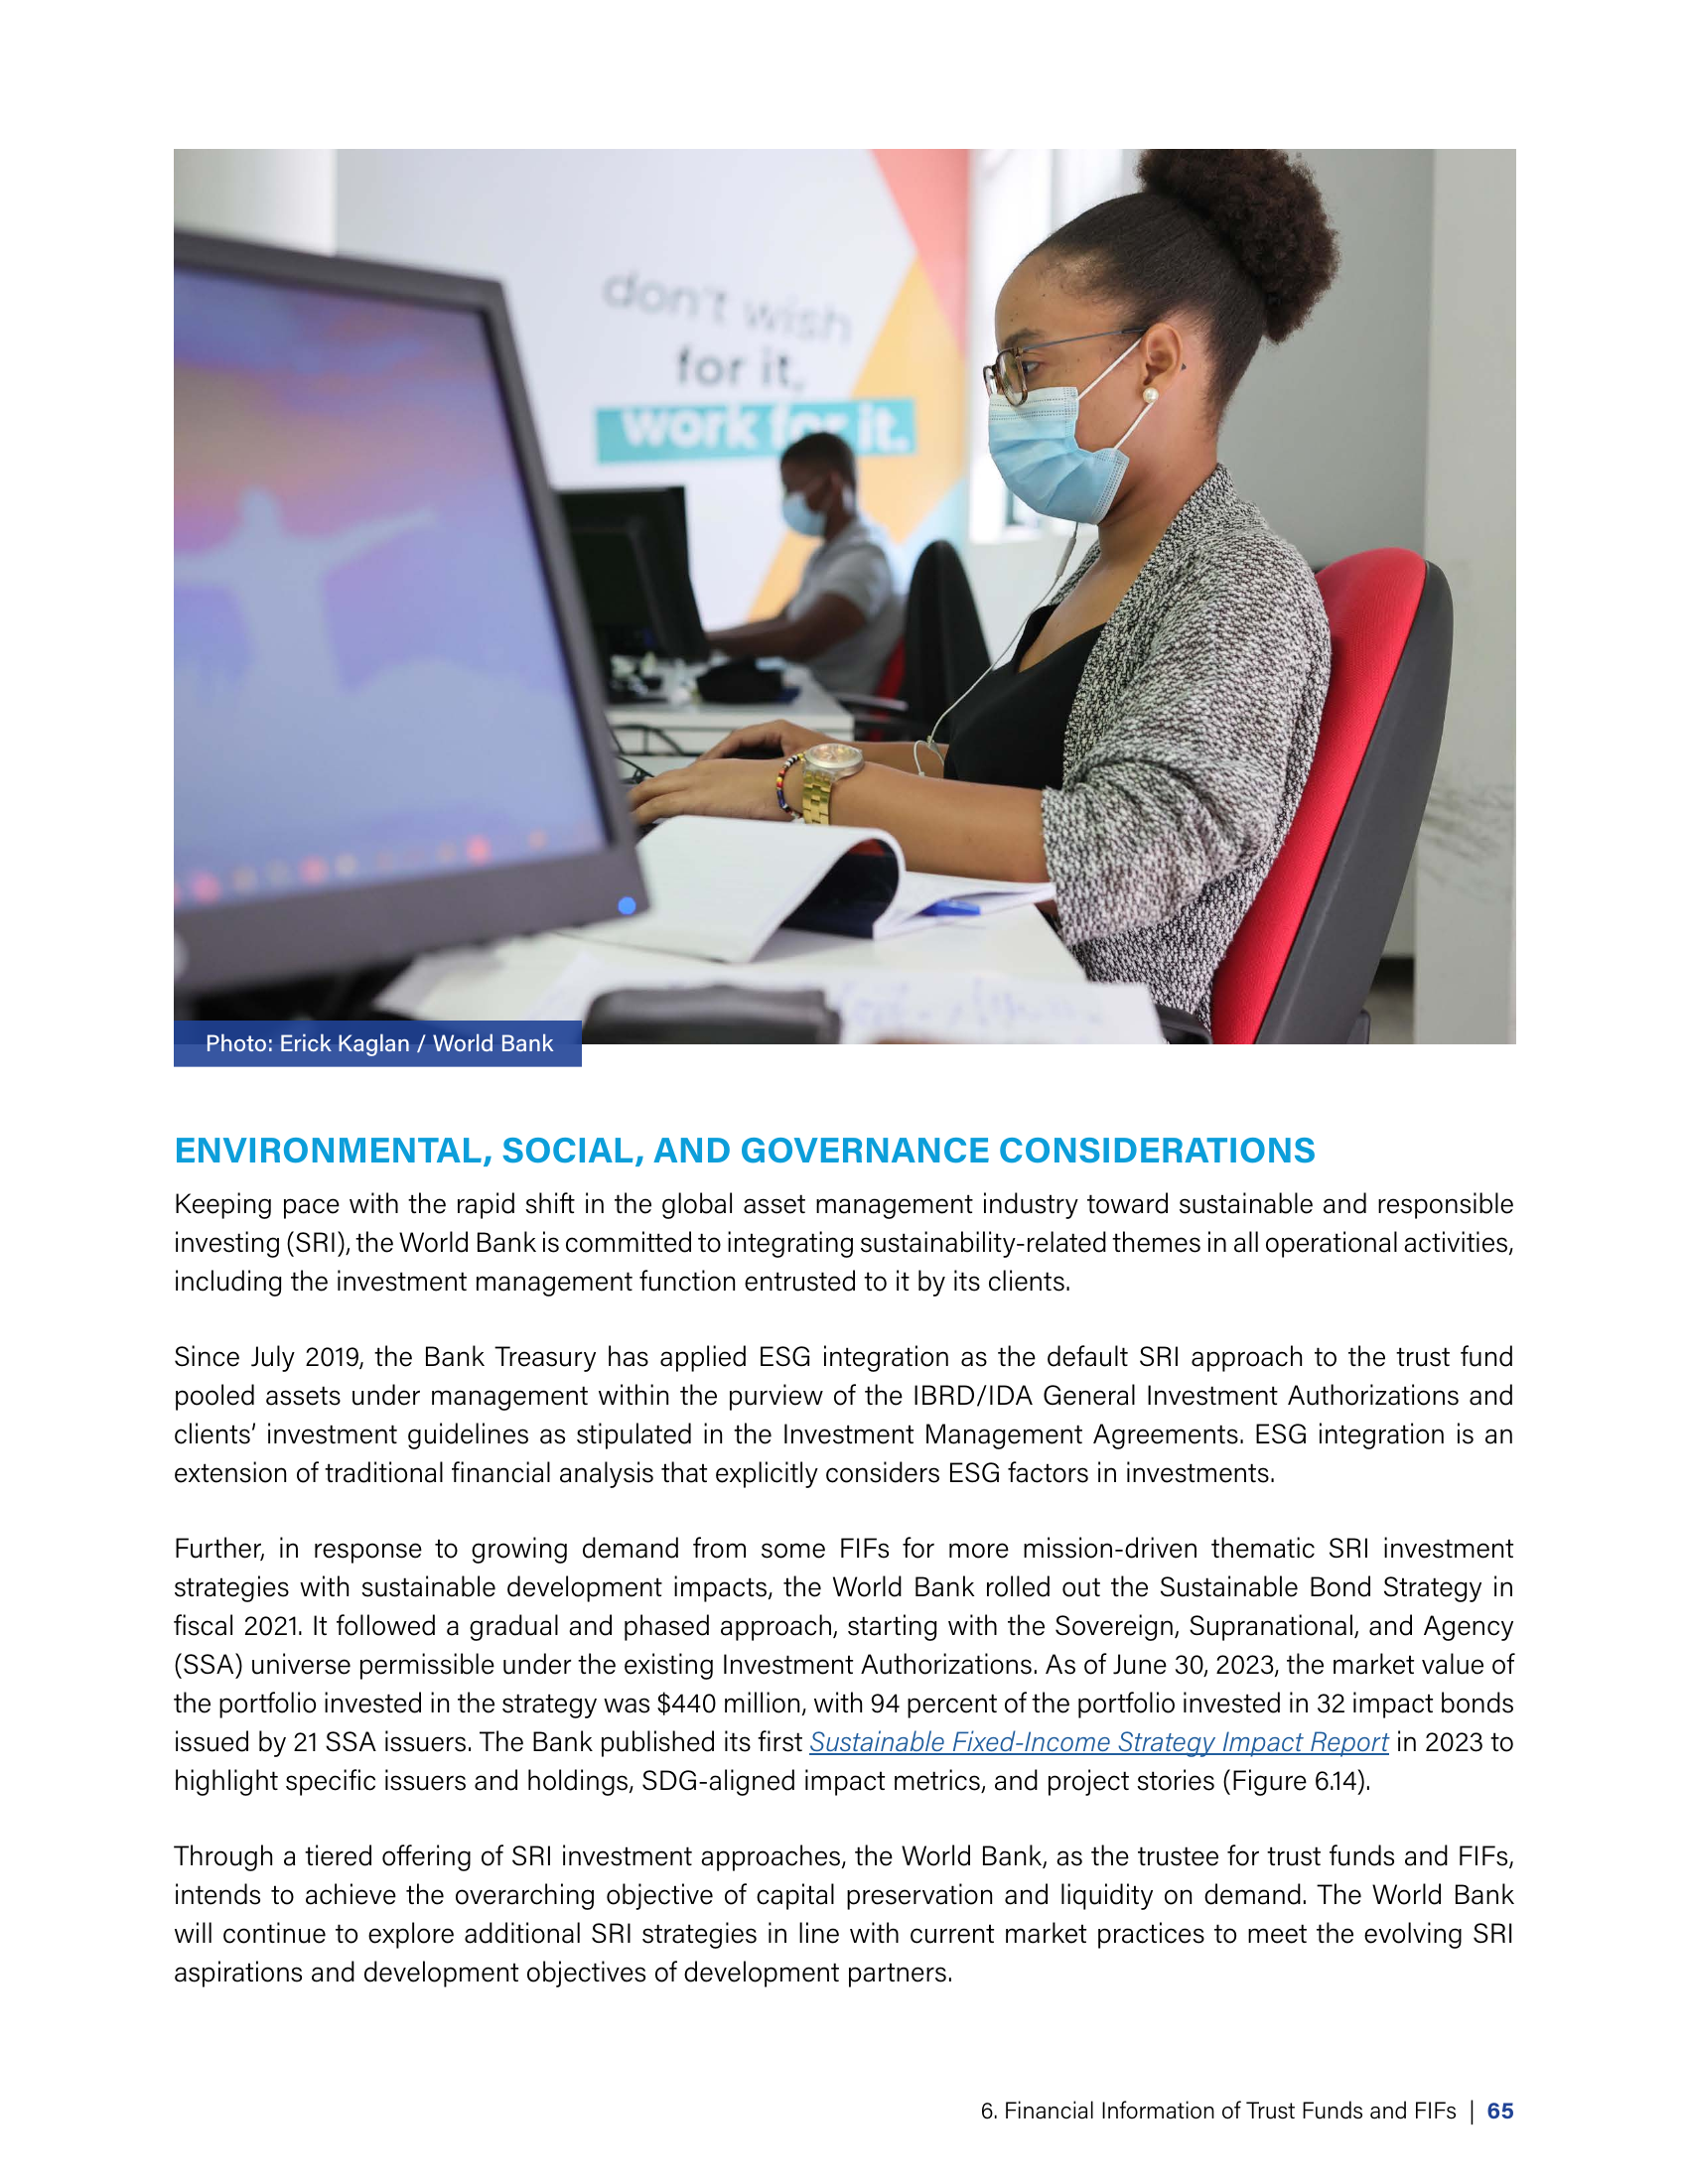 don't wish
for it,
work for it.
Photo: Erick Kaglan / World Bank
ENVIRONMENTAL, SOCIAL, AND GOVERNANCE CONSIDERATIONS
Keeping pace with the rapid shift in the global asset management industry toward sustainable and responsible
investing (SRI), the World Bank is committed to integrating sustainability-related themes in all operational activities,
including the investment management function entrusted to it by its clients.
Since July 2019, the Bank Treasury has applied ESG integration as the default SRI approach to the trust fund
pooled assets under management within the purview of the IBRD/IDA General Investment Authorizations and
clients’ investment guidelines as stipulated in the Investment Management Agreements. ESG integration is an
extension of traditional financial analysis that explicitly considers ESG factors in investments.
Further, in response to growing demand from some FIFs for more mission-driven thematic SRI investment
strategies with sustainable development impacts, the World Bank rolled out the Sustainable Bond Strategy in
fiscal 2021. It followed a gradual and phased approach, starting with the Sovereign, Supranational, and Agency
(SSA) universe permissible under the existing Investment Authorizations. As of June 30, 2023, the market value of
the portfolio invested in the strategy was $440 million, with 94 percent of the portfolio invested in 32 impact bonds
issued by 21 SSA issuers. The Bank published its first Sustainable Fixed-Income Strategy Impact Report in 2023 to
highlight specific issuers and holdings, SDG-aligned impact metrics, and project stories (Figure 6.14).
Through a tiered offering of SRI investment approaches, the World Bank, as the trustee for trust funds and FIFs,
intends to achieve the overarching objective of capital preservation and liquidity on demand. The World Bank
will continue to explore additional SRI strategies in line with current market practices to meet the evolving SRI
aspirations and development objectives of development partners.
6. Financial Information of Trust Funds and FIFs | 65